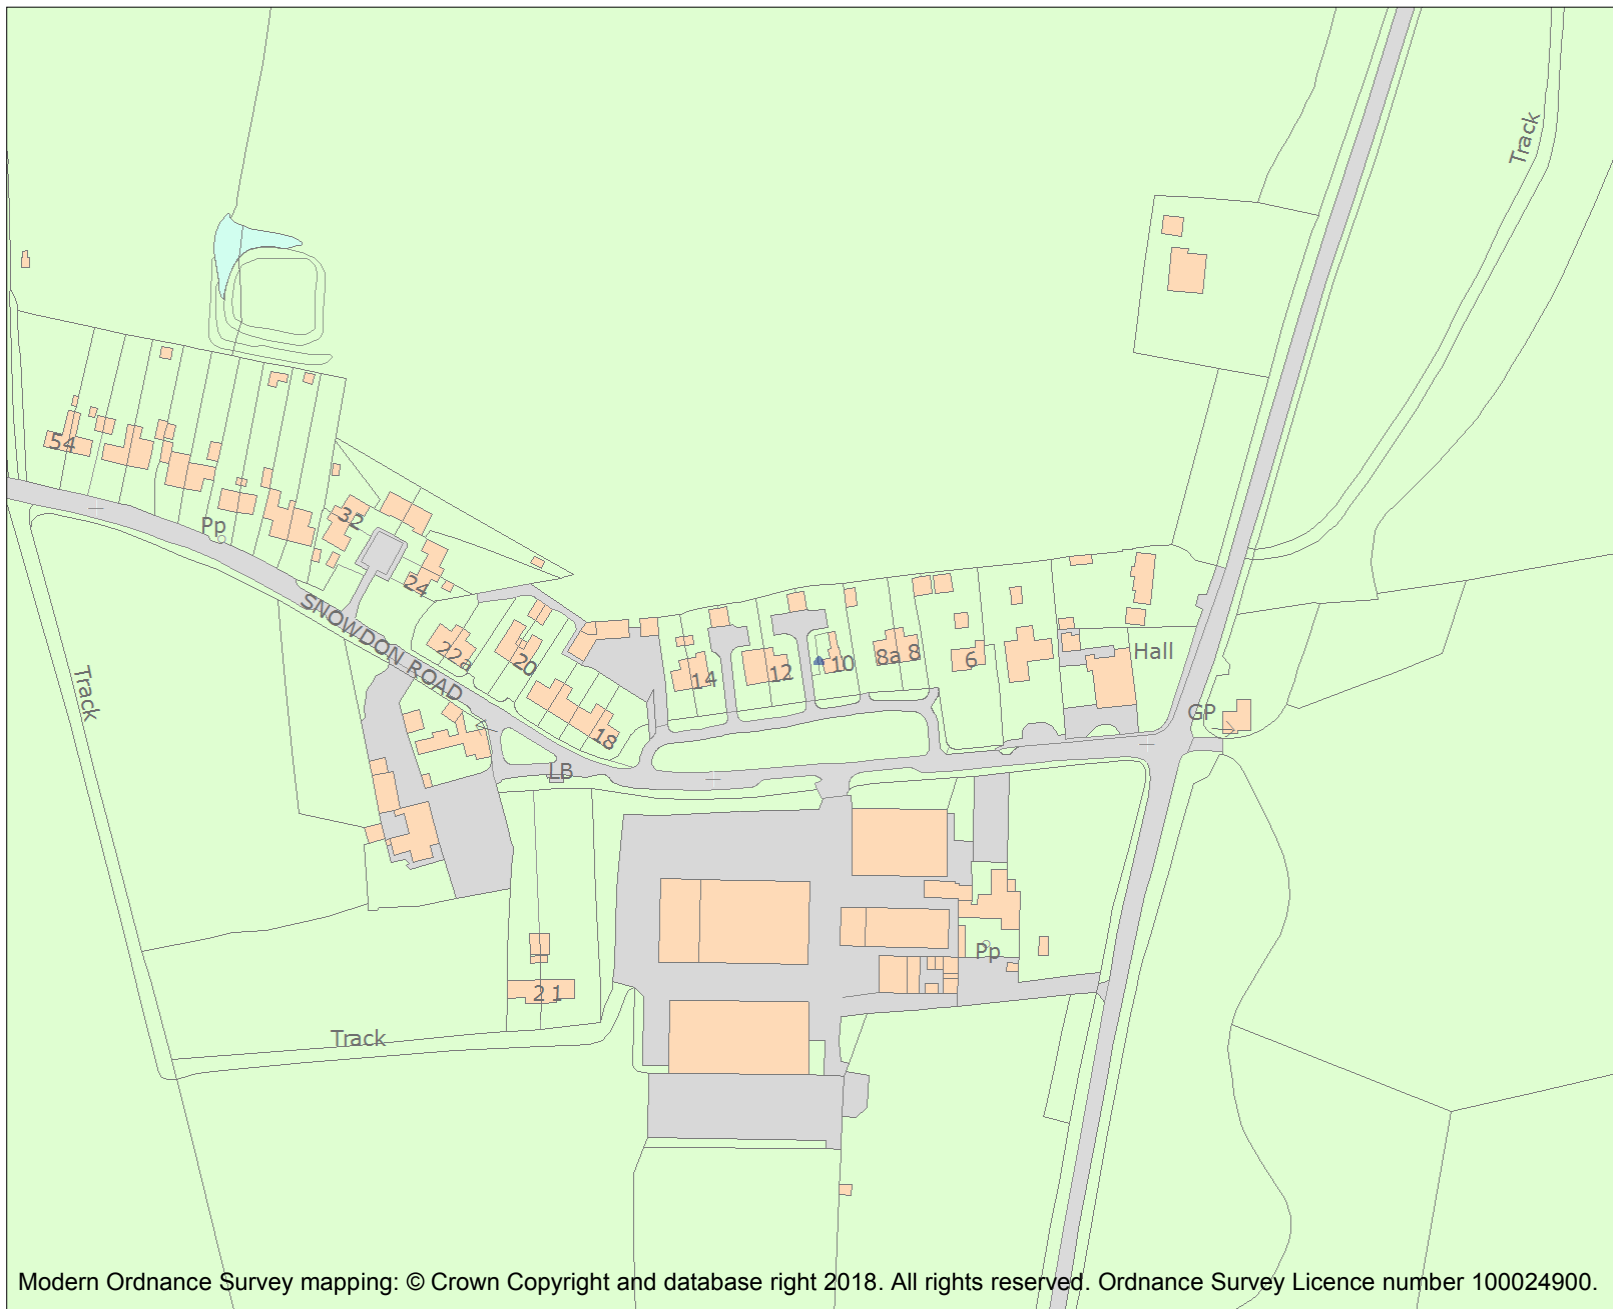 Track
54
Pp
32
24
SNOWDON ROAD
22a
20
18
14
12
10
8a 8
6
Hall
GP
Track
LB
Pp
2 1
Track
Modern Ordnance Survey mapping: © Crown Copyright and database right 2018. All rights reserved. Ordnance Survey Licence number 100024900.